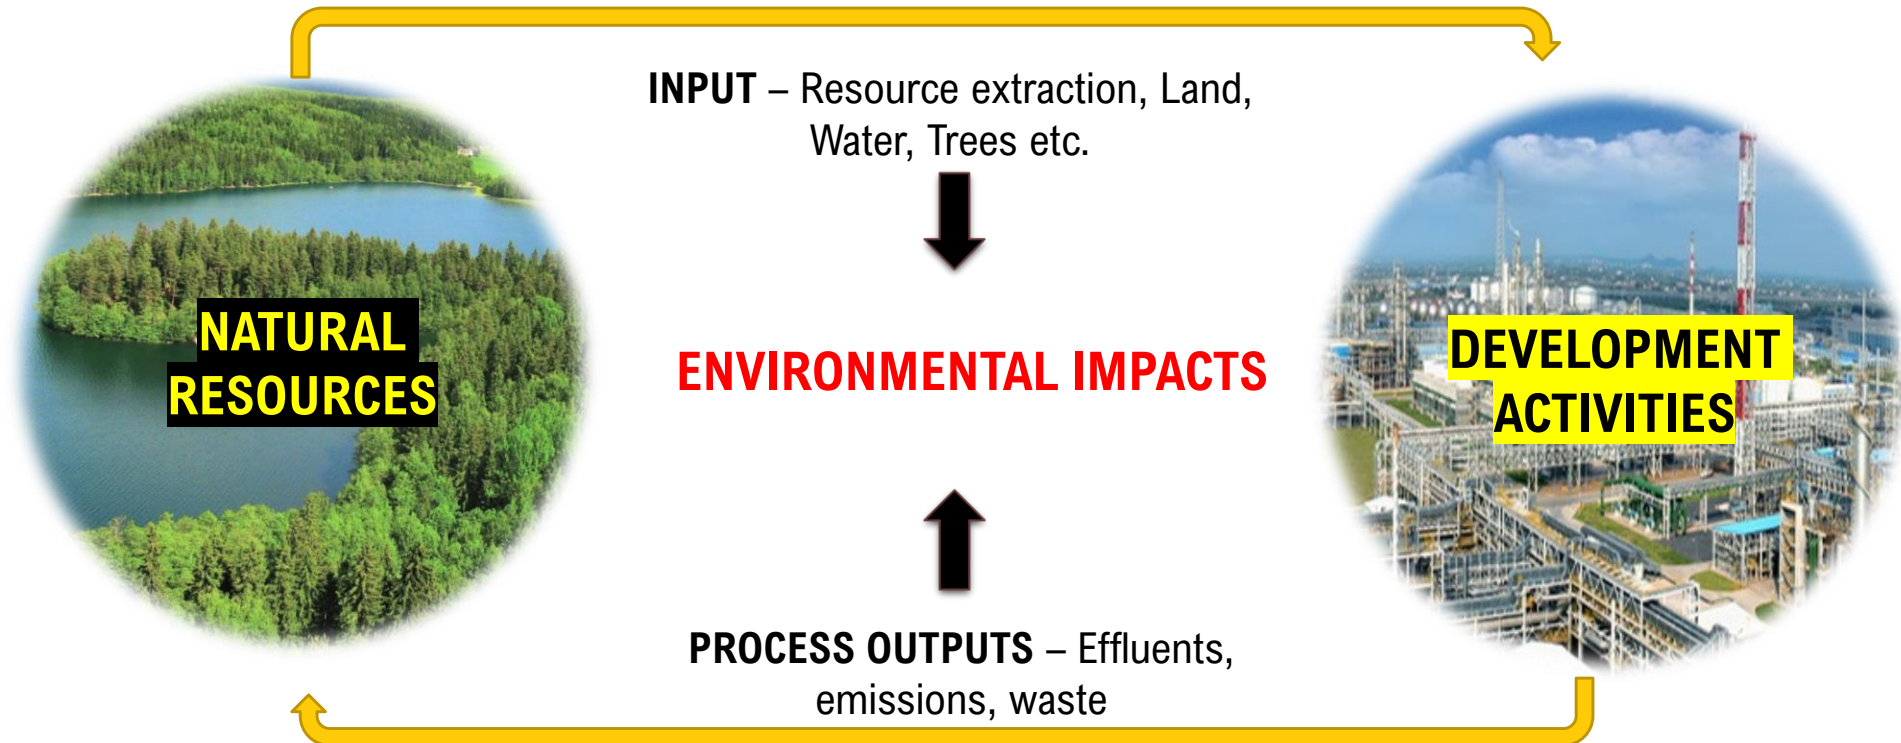 INPUT – Resource extraction, Land,
Water, Trees etc.
NATURAL
RESOURCES
ENVIRONMENTAL IMPACTS
DEVELOPMENT
ACTIVITIES
PROCESS OUTPUTS – Effluents,
emissions, waste